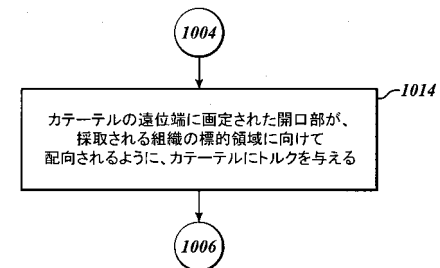 1004
1014
カテーテルの遠位端に画定された開口部が、
採取される組織の標的領域に向けて
配向されるように、カテーテルにトルクを与える
1006